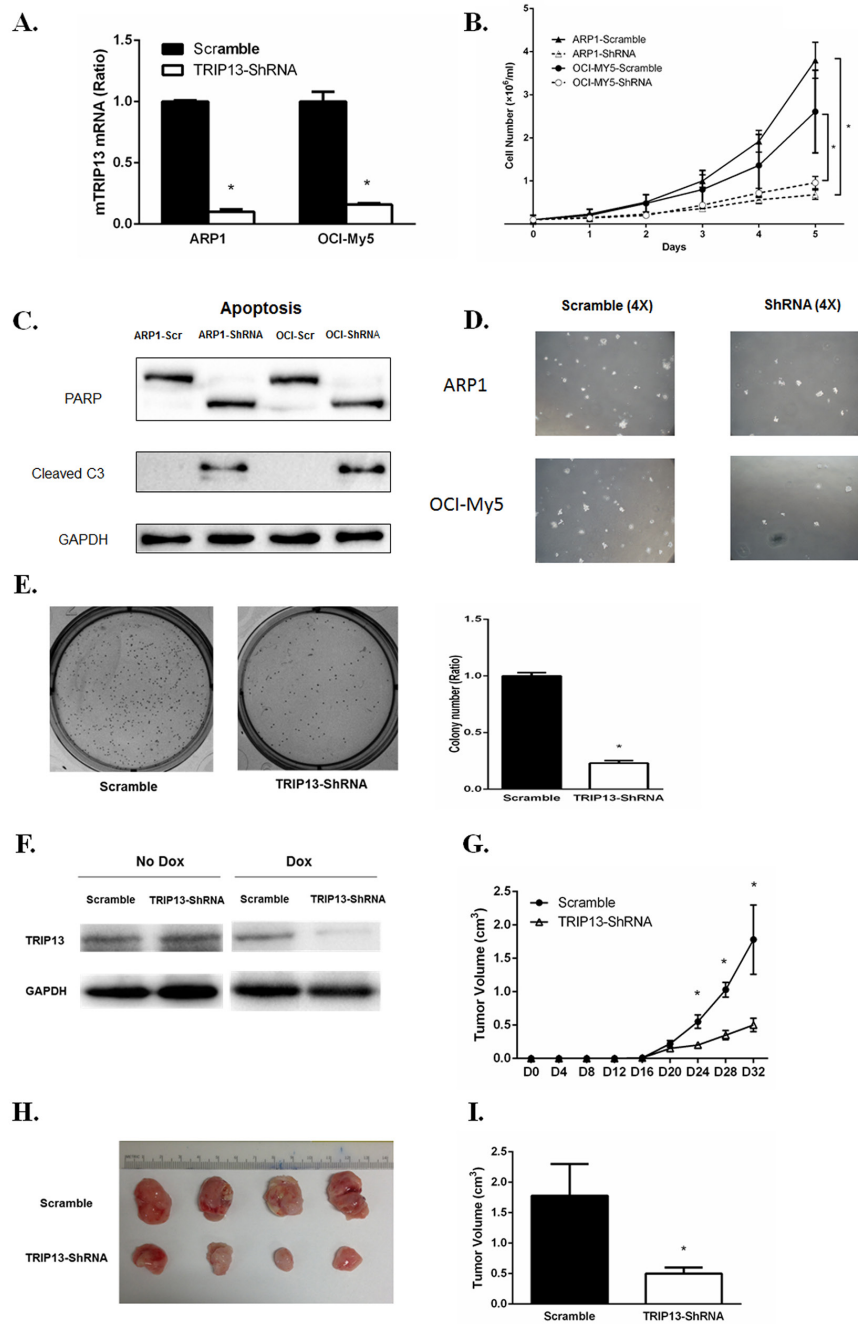 A.
mTRIP13 mRNA (Ratio)
1.5
1.0
0.5
0.0
Scramble
TRIP13-ShRNA
*
*
ARP1
OCI-My5
B.
Cell Number (×10⁶/ml)
5
4
3
2
1
ARP1-Scramble
ARP1-ShRNA
OCI-MY5-Scramble
OCI-MY5-ShRNA
*
*
0 1 2 3 4 5
Days
C.
Apoptosis
ARP1-Scr ARP1-ShRNA OCI-Scr OCI-ShRNA
PARP
Cleaved C3
GAPDH
D.
Scramble (4X) ShRNA (4X)
ARP1
OCI-My5
E.
Scramble
TRIP13-ShRNA
Colony number (Ratio)
1.5
1.0
0.5
0.0
*
Scramble TRIP13-ShRNA
F.
No Dox Dox
Scramble TRIP13-ShRNA Scramble TRIP13-ShRNA
TRIP13
GAPDH
G.
Tumor Volume (cm³)
2.5
2.0
1.5
1.0
0.5
0.0
Scramble
TRIP13-ShRNA
*
*
*
D0 D4 D8 D12 D16 D20 D24 D28 D32
H.
Scramble
TRIP13-ShRNA
I.
Tumor Volume (cm³)
2.5
2.0
1.5
1.0
0.5
0.0
*
Scramble TRIP13-ShRNA